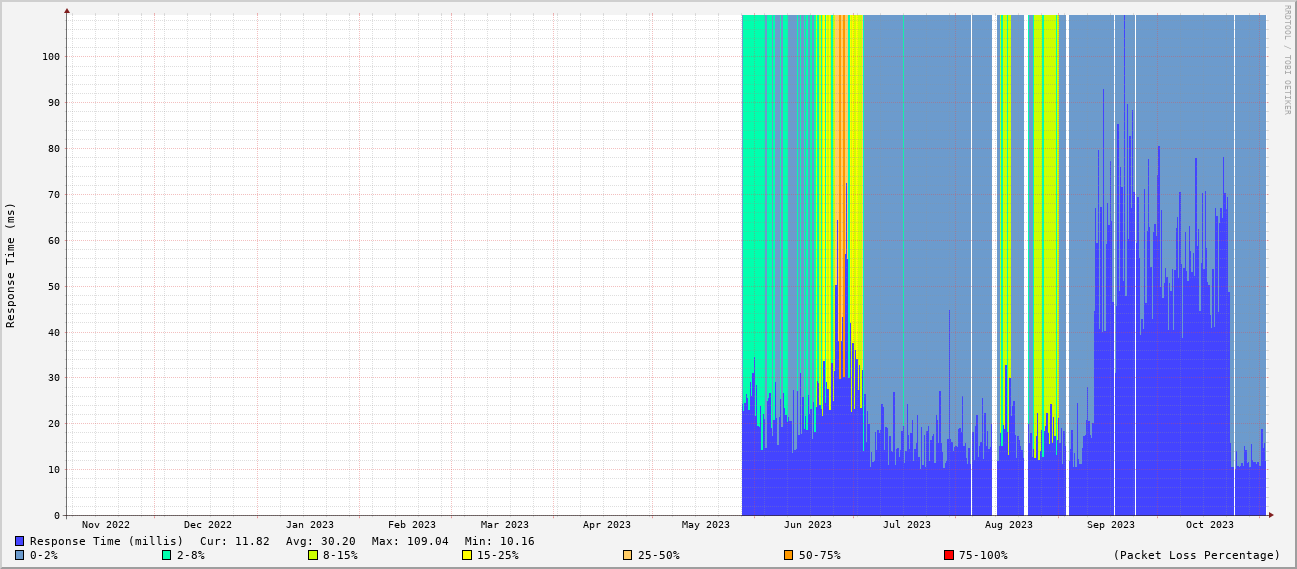 RRDTOOL / TOBI OETIKER
Response Time (ms)
100
90
80
70
60
50
40
30
20
10
0
Nov 2022 Dec 2022 Jan 2023 Feb 2023 Mar 2023 Apr 2023 May 2023 Jun 2023 Jul 2023 Aug 2023 Sep 2023 Oct 2023
Response Time (millis) Cur: 11.82 Avg: 30.20 Max: 109.04 Min: 10.16
0-2% 2-8% 8-15% 15-25% 25-50% 50-75% 75-100% (Packet Loss Percentage)